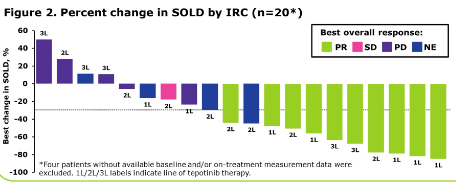 Figure 2. Percent change in SOLD by IRC (n=20*)
Best overall response:
PR SD PD NE
Best change in SOLD, %
60
40
20
0
-20
-40
-60
-80
-100
3L
2L
3L
3L
2L
1L
2L
1L
2L
2L
2L
1L
2L
1L
3L
3L
2L
1L
2L
1L
*Four patients without available baseline and/or on-treatment measurement data were
excluded. 1L/2L/3L labels indicate line of tepotinib therapy.